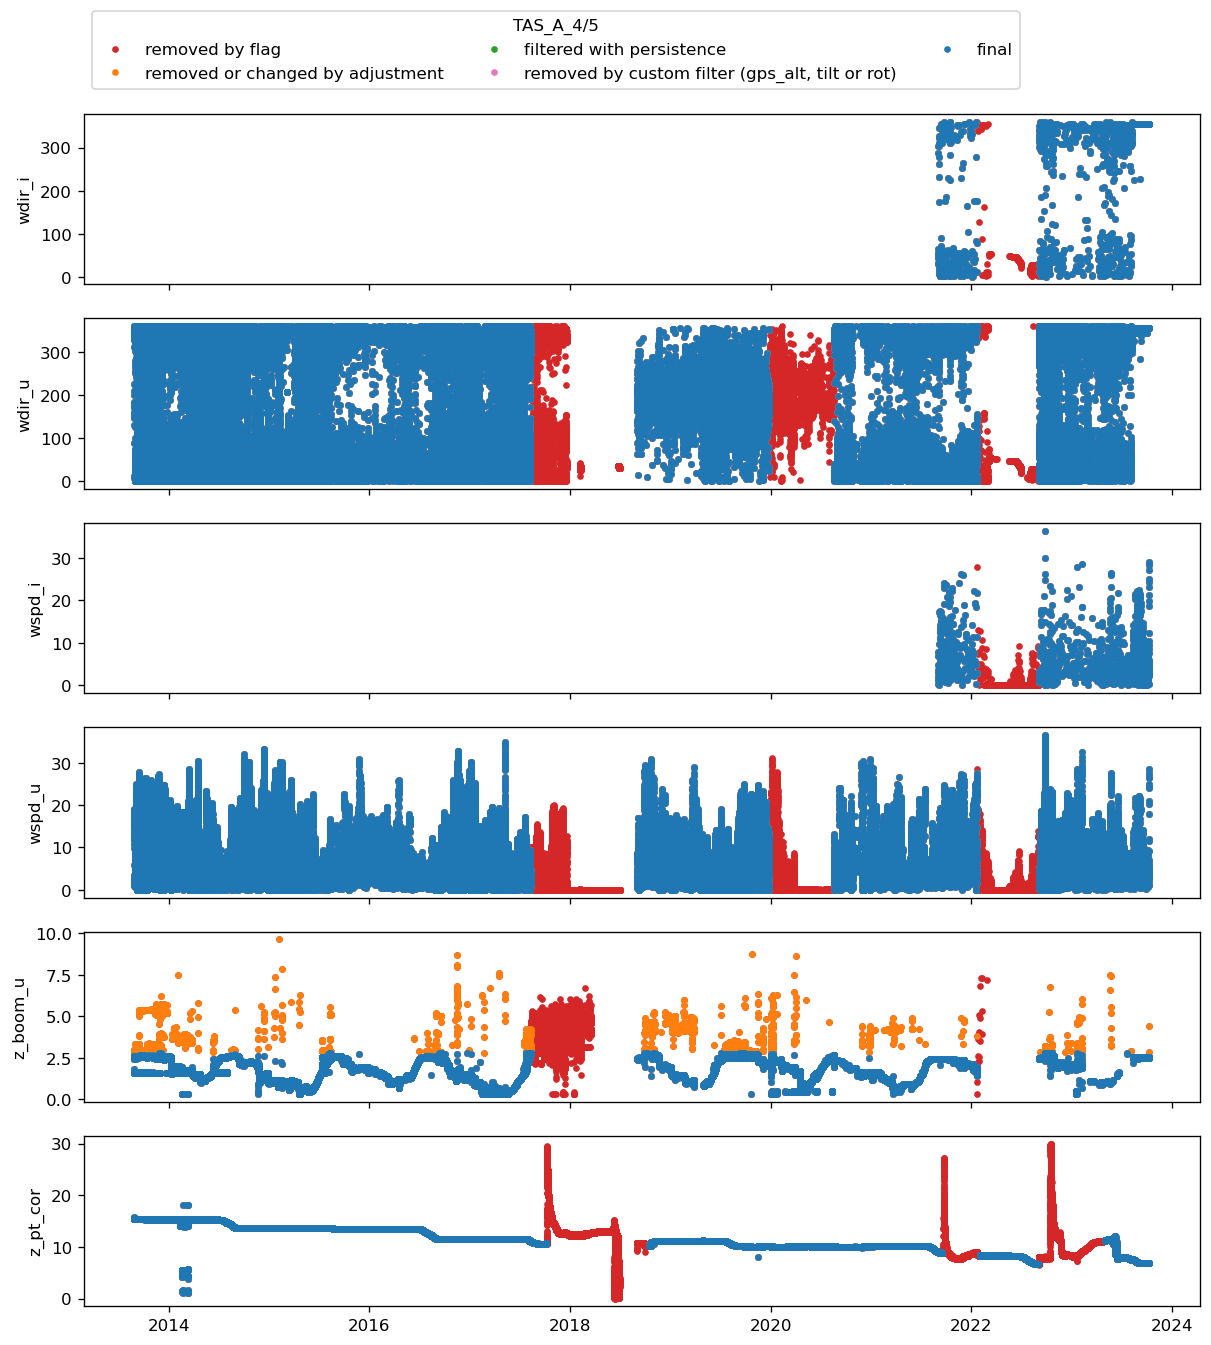 TAS_A_4/5
removed by flag
filtered with persistence
final
removed or changed by adjustment
removed by custom filter (gps_alt, tilt or rot)
300
200
100
0
wdir_i
300
200
100
0
wdir_u
30
20
10
0
wspd_i
30
20
10
0
wspd_u
10.0
7.5
5.0
2.5
0.0
z_boom_u
30
20
10
0
z_pt_cor
2014
2016
2018
2020
2022
2024